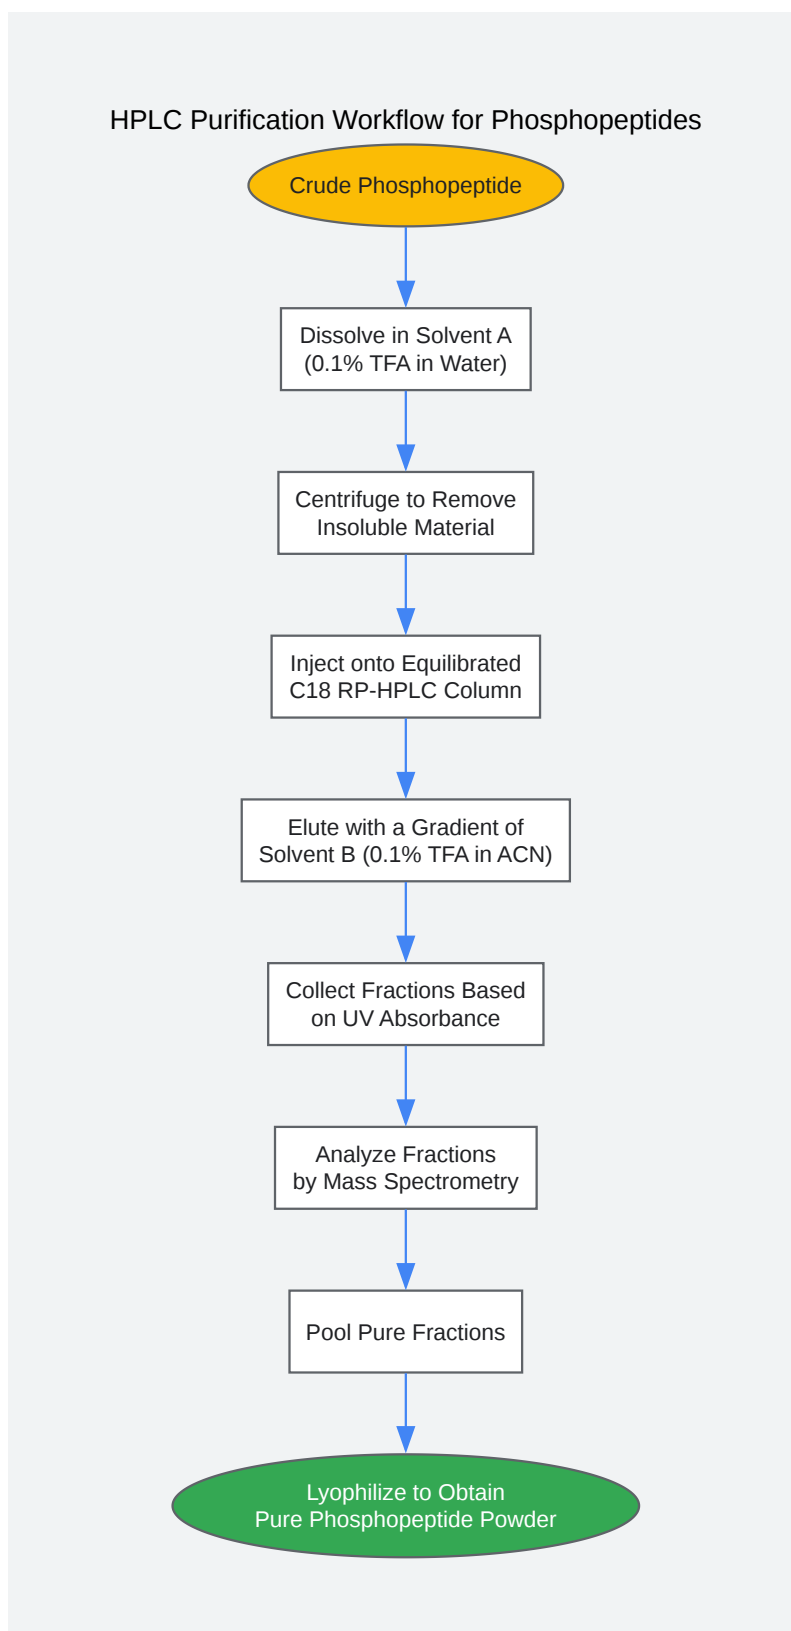 HPLC Purification Workflow for Phosphopeptides
Crude Phosphopeptide
Dissolve in Solvent A
(0.1% TFA in Water)
Centrifuge to Remove
Insoluble Material
Inject onto Equilibrated
C18 RP-HPLC Column
Elute with a Gradient of
Solvent B (0.1% TFA in ACN)
Collect Fractions Based
on UV Absorbance
Analyze Fractions
by Mass Spectrometry
Pool Pure Fractions
Lyophilize to Obtain
Pure Phosphopeptide Powder